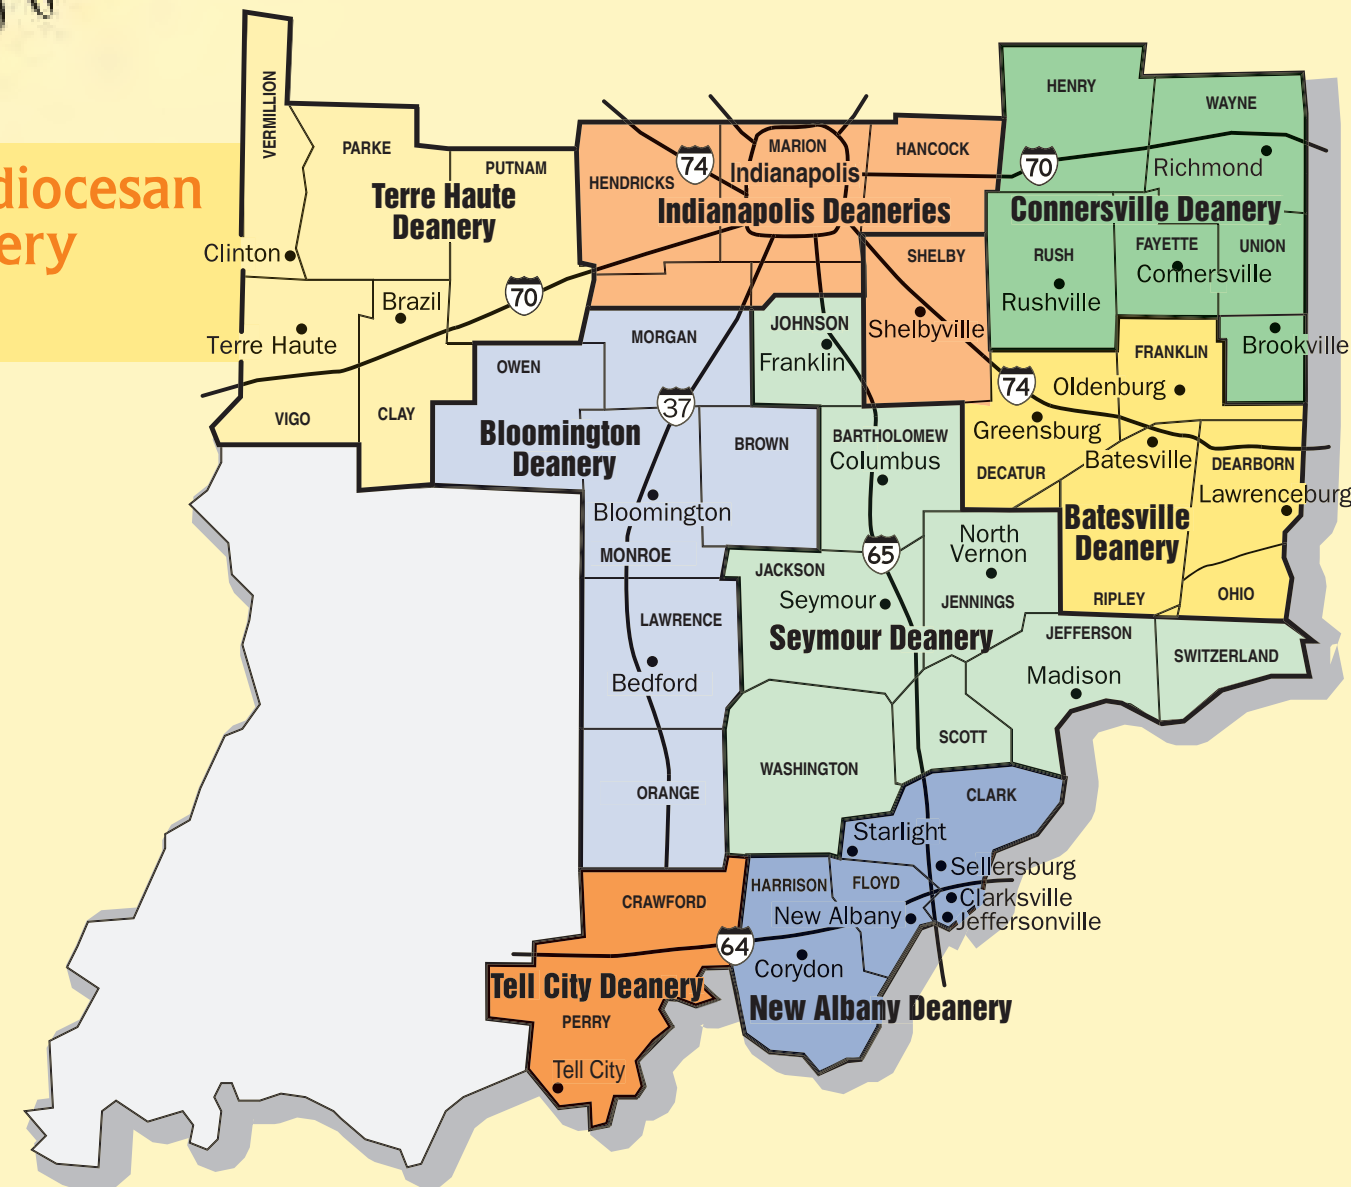 diocesan
ery
VERMILLION
PARKE
PUTNAM
Terre Haute
Deanery
Clinton
Brazil
70
Terre Haute
VIGO
CLAY
HENDRICKS
74
MARION
Indianapolis
HANCOCK
Indianapolis Deaneries
SHELBY
Shelbyville
HENRY
WAYNE
70
Richmond
Connersville Deanery
RUSH
Rushville
FAYETTE
Connersville
UNION
Brookville
MORGAN
OWEN
37
Bloomington
Deanery
BROWN
Bloomington
MONROE
LAWRENCE
Bedford
ORANGE
JOHNSON
Franklin
BARTHOLOMEW
Columbus
65
North
Vernon
JACKSON
Seymour
JENNINGS
Seymour Deanery
JEFFERSON
Madison
SWITZERLAND
SCOTT
WASHINGTON
FRANKLIN
74
Oldenburg
Greensburg
Batesville
DECATUR
DEARBORN
Lawrenceburg
Batesville
Deanery
RIPLEY
OHIO
CLARK
Starlight
Sellersburg
HARRISON
FLOYD
Clarksville
New Albany
Jeffersonville
64
Corydon
New Albany Deanery
CRAWFORD
Tell City Deanery
PERRY
Tell City